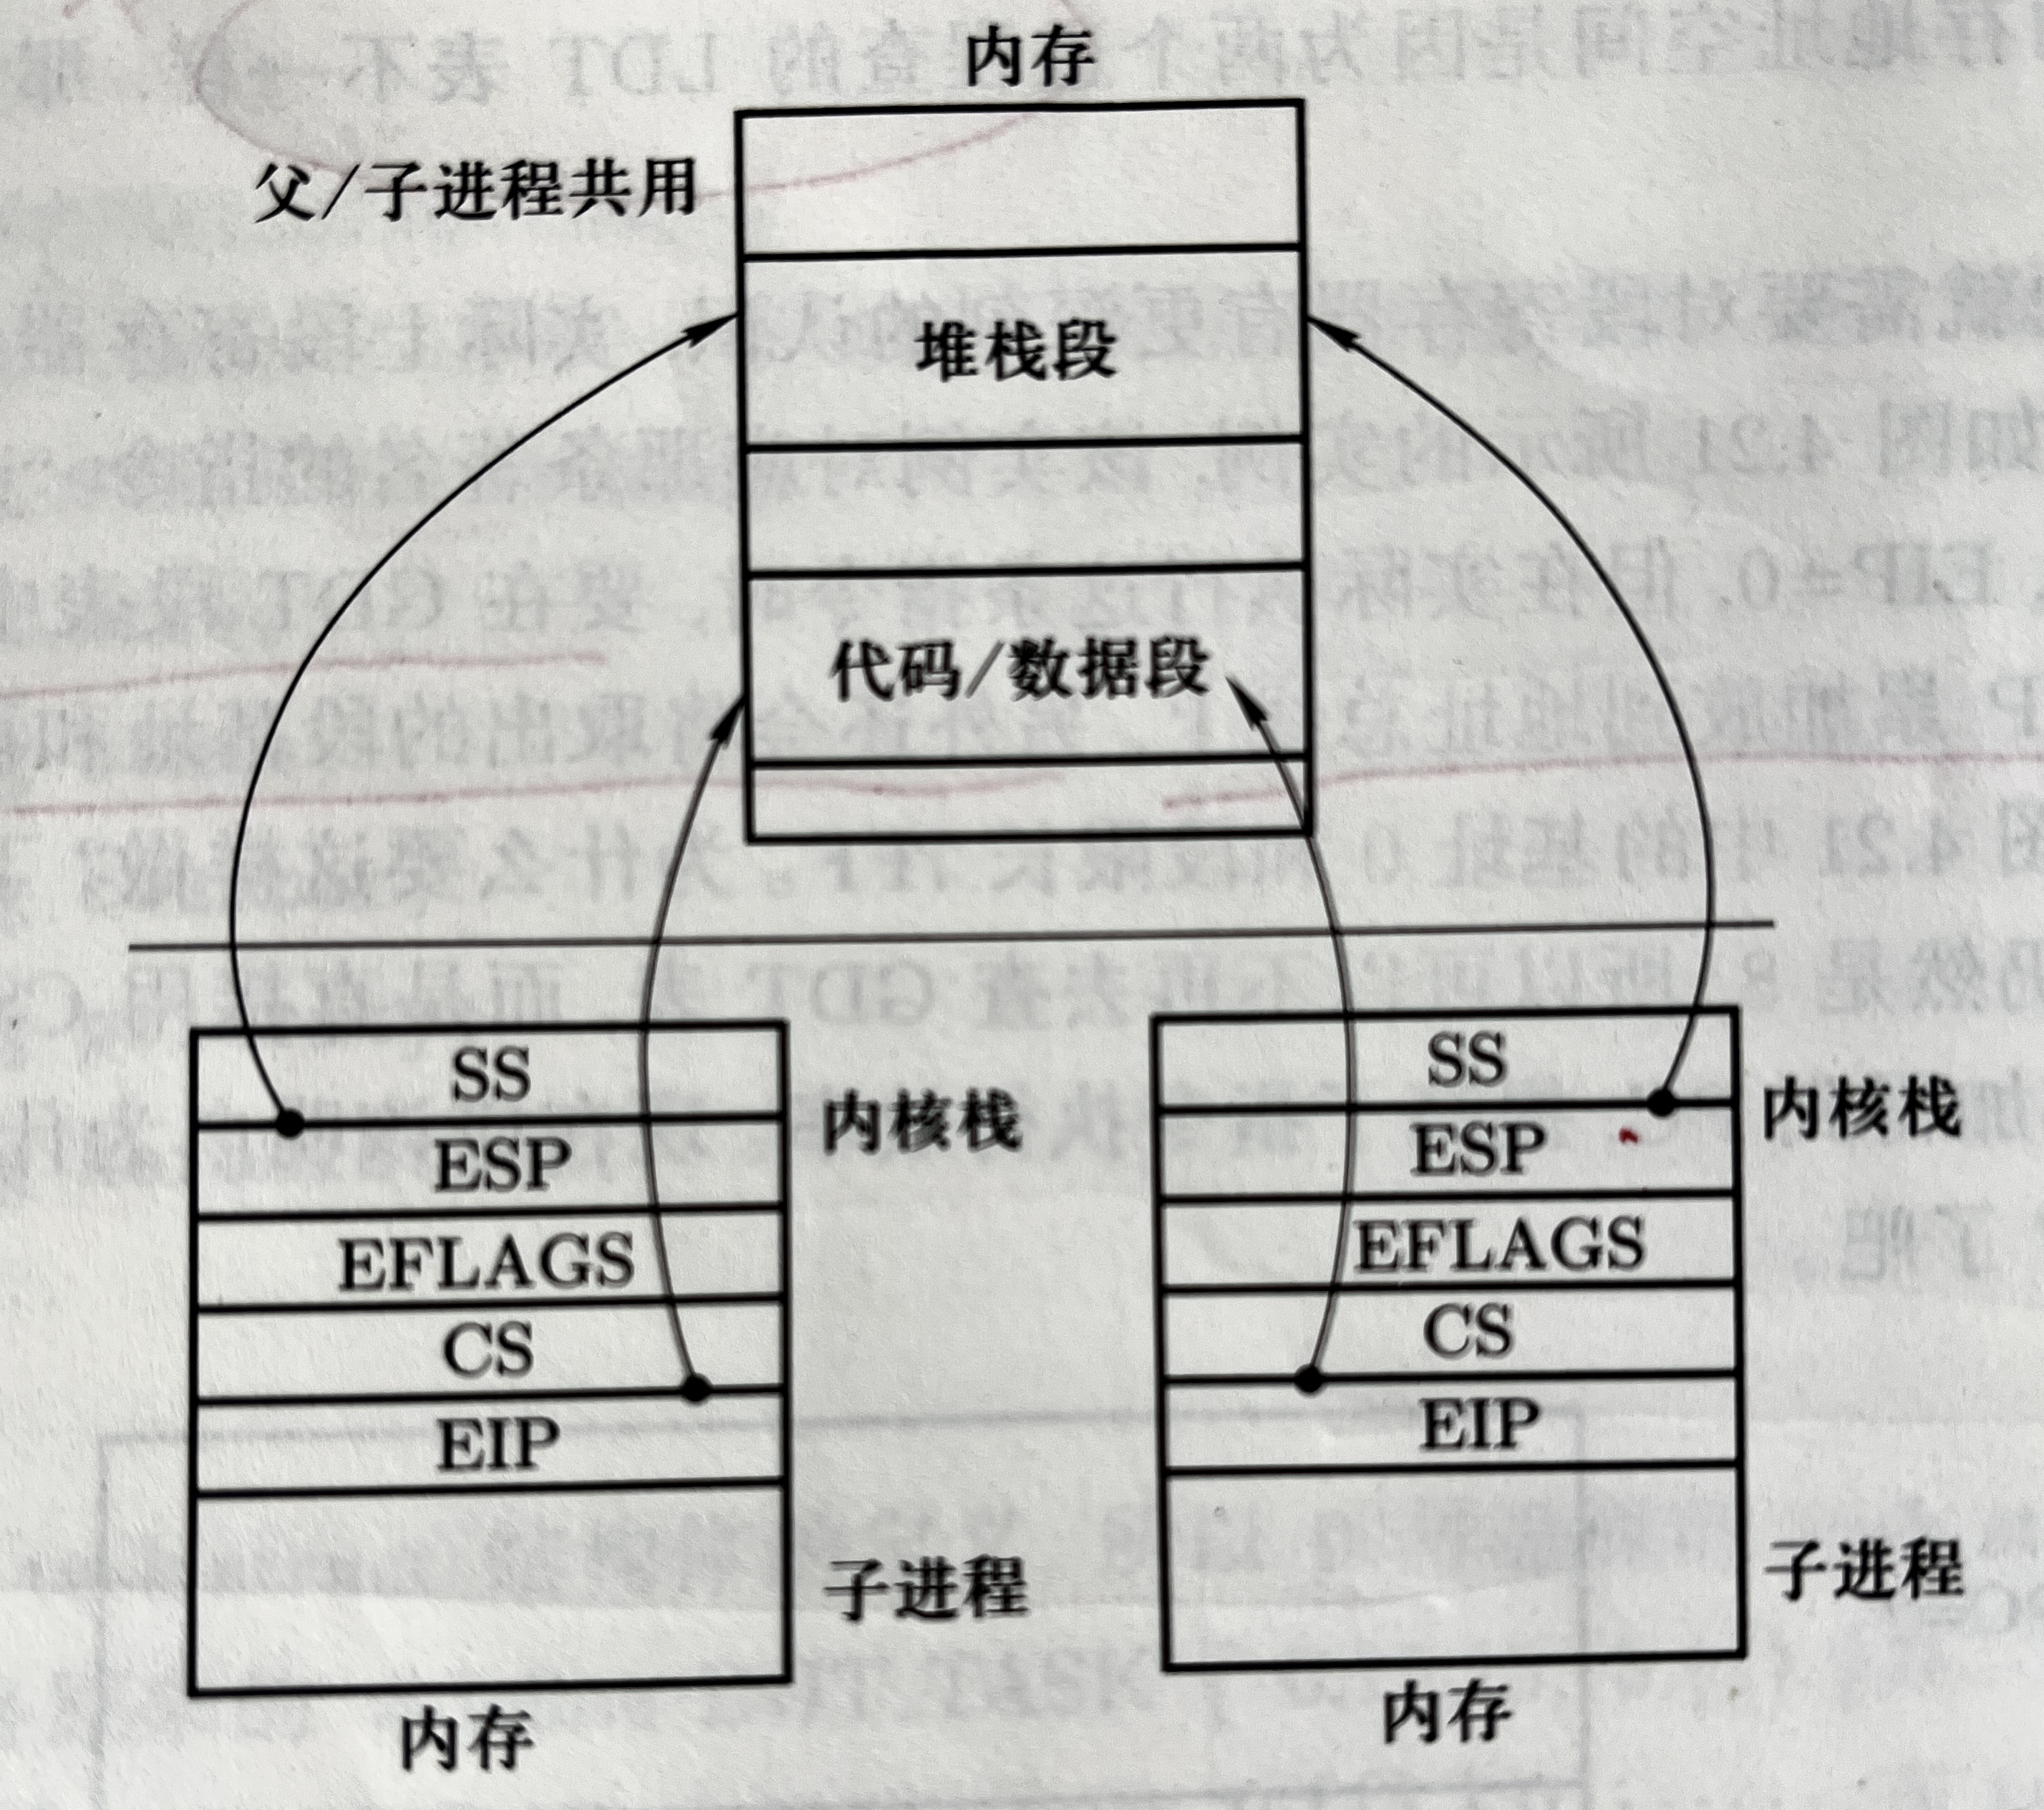 内存
父/子进程共用
堆栈段
代码/数据段
SS
ESP
EFLAGS
CS
EIP
内核栈
子进程
内存
SS
ESP
EFLAGS
CS
EIP
内核栈
子进程
内存